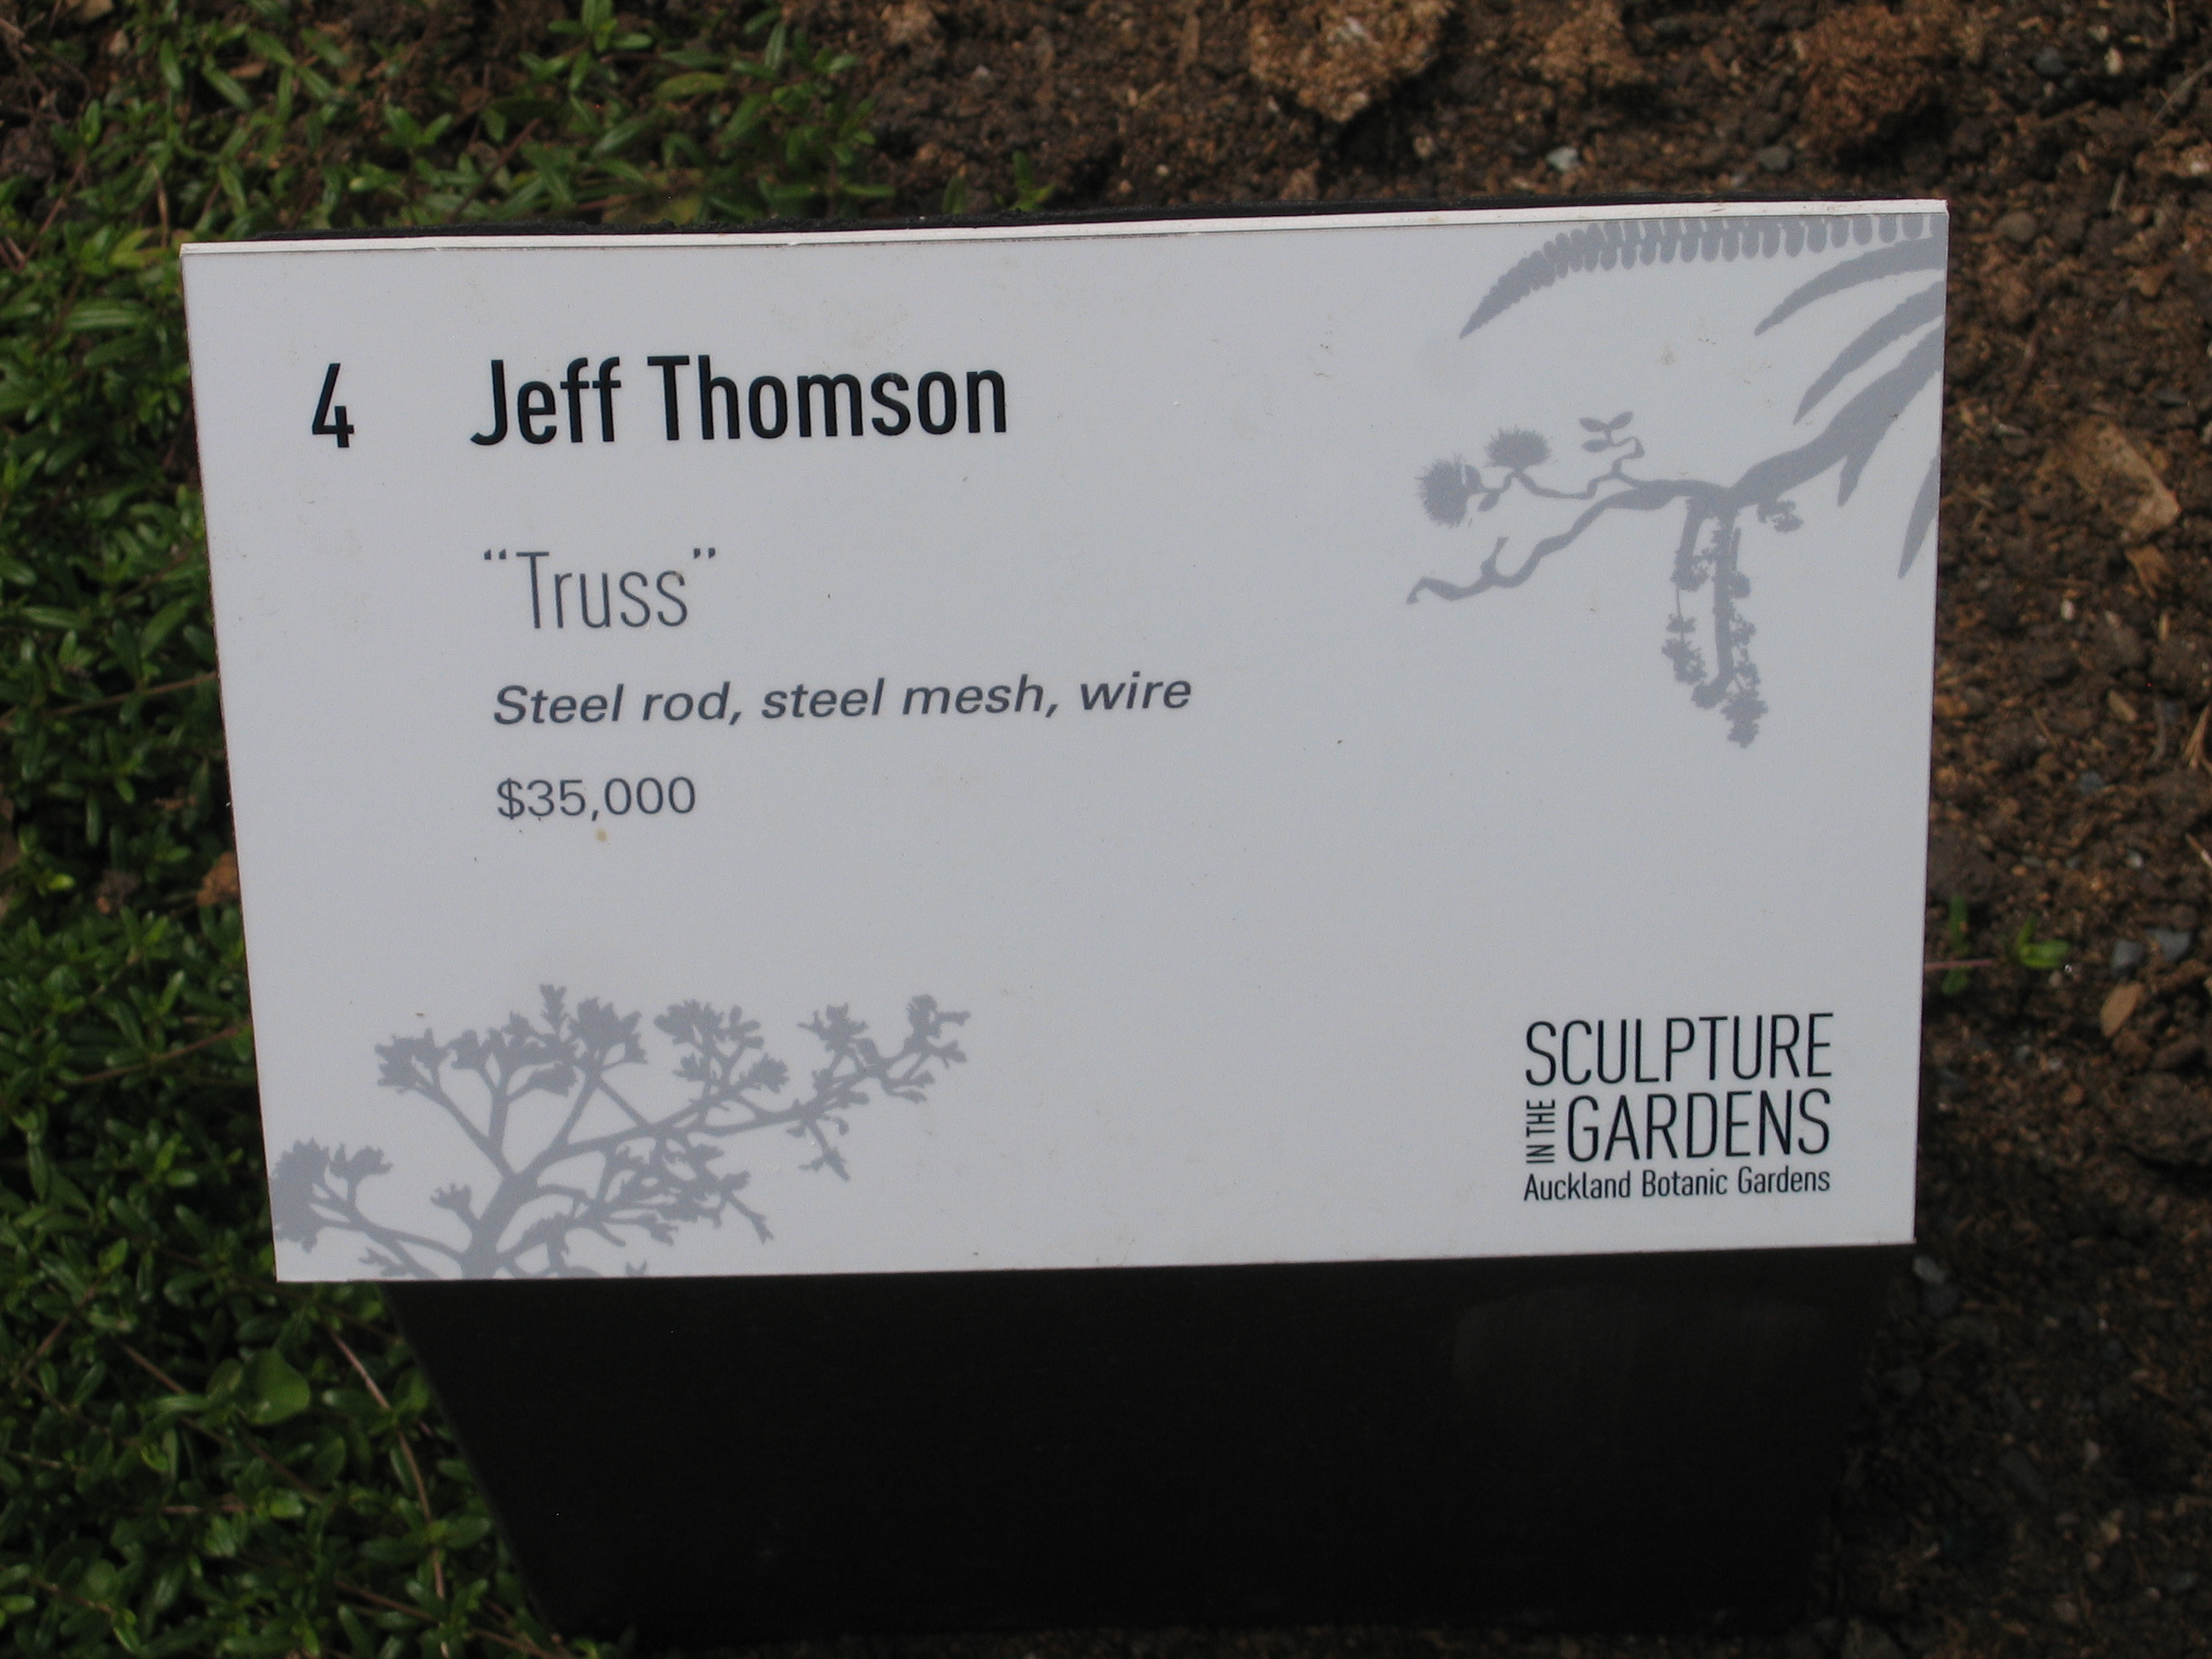 4 Jeff Thomson
“Truss”
Steel rod, steel mesh, wire
$35,000
SCULPTURE
IN THE GARDENS
Auckland Botanic Gardens